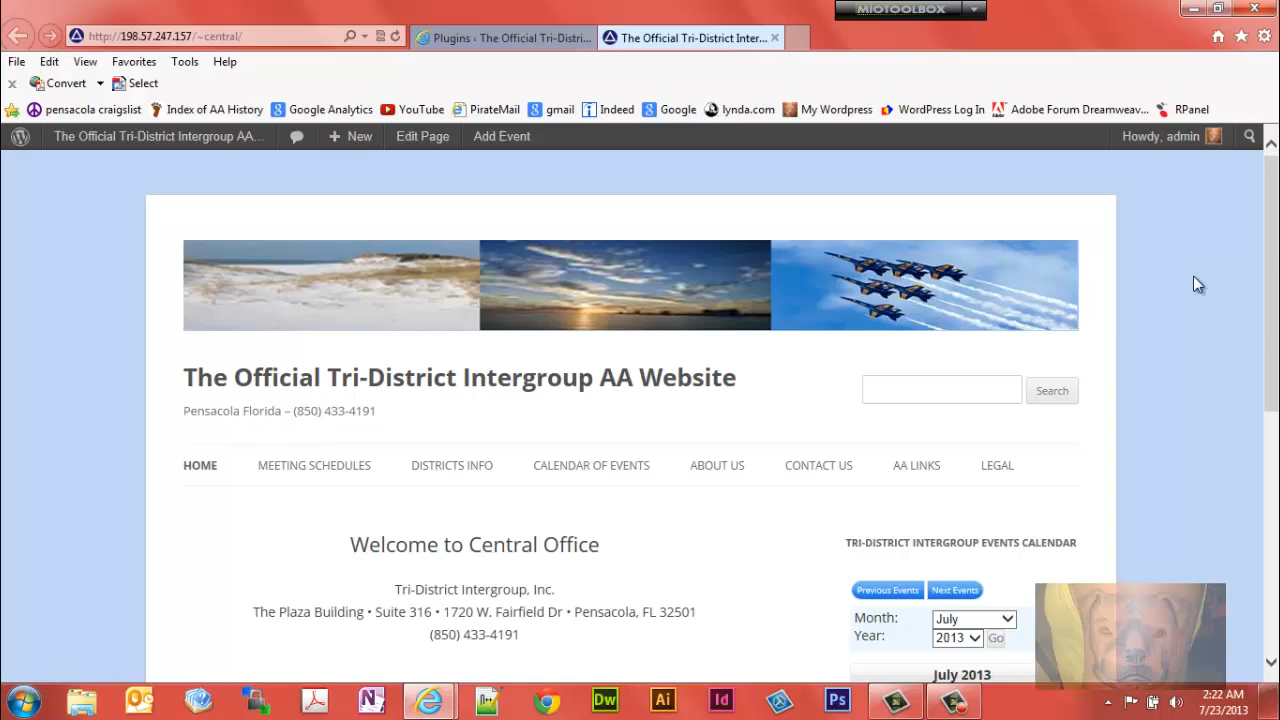 MIOTOOLBOX
http://198.57.247.157/~central/
Plugins ‹ The Official Tri-Distri...
The Official Tri-District Inter...
File Edit View Favorites Tools Help
Convert Select
pensacola craigslist Index of AA History Google Analytics YouTube PirateMail gmail Indeed Google lynda.com My Wordpress WordPress Log In Adobe Forum Dreamweav... RPanel
The Official Tri-District Intergroup AA... New Edit Page Add Event Howdy, admin
The Official Tri-District Intergroup AA Website
Pensacola Florida – (850) 433-4191
Search
HOME MEETING SCHEDULES DISTRICTS INFO CALENDAR OF EVENTS ABOUT US CONTACT US AA LINKS LEGAL
Welcome to Central Office
Tri-District Intergroup, Inc.
The Plaza Building • Suite 316 • 1720 W. Fairfield Dr • Pensacola, FL 32501
(850) 433-4191
TRI-DISTRICT INTERGROUP EVENTS CALENDAR
Previous Events Next Events
Month: July
Year: 2013 Go
July 2013
Dw Ai Id Ps
2:22 AM
7/23/2013